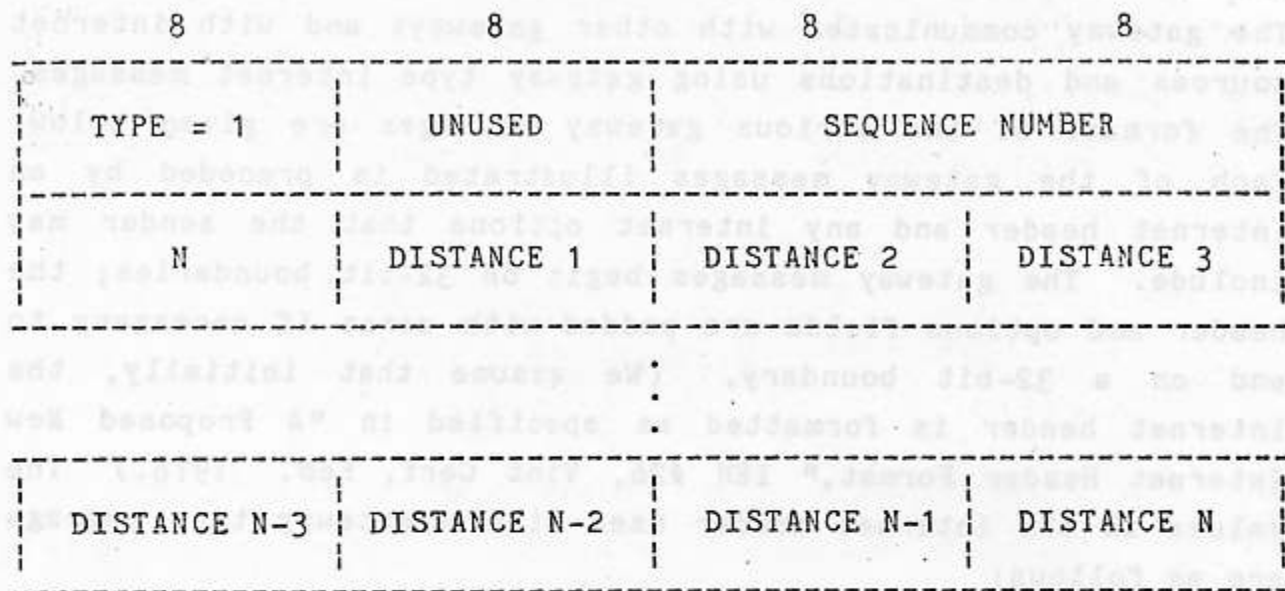 8 8 8 8
TYPE = 1 UNUSED SEQUENCE NUMBER
N DISTANCE 1 DISTANCE 2 DISTANCE 3
.
.
.
DISTANCE N-3 DISTANCE N-2 DISTANCE N-1 DISTANCE N